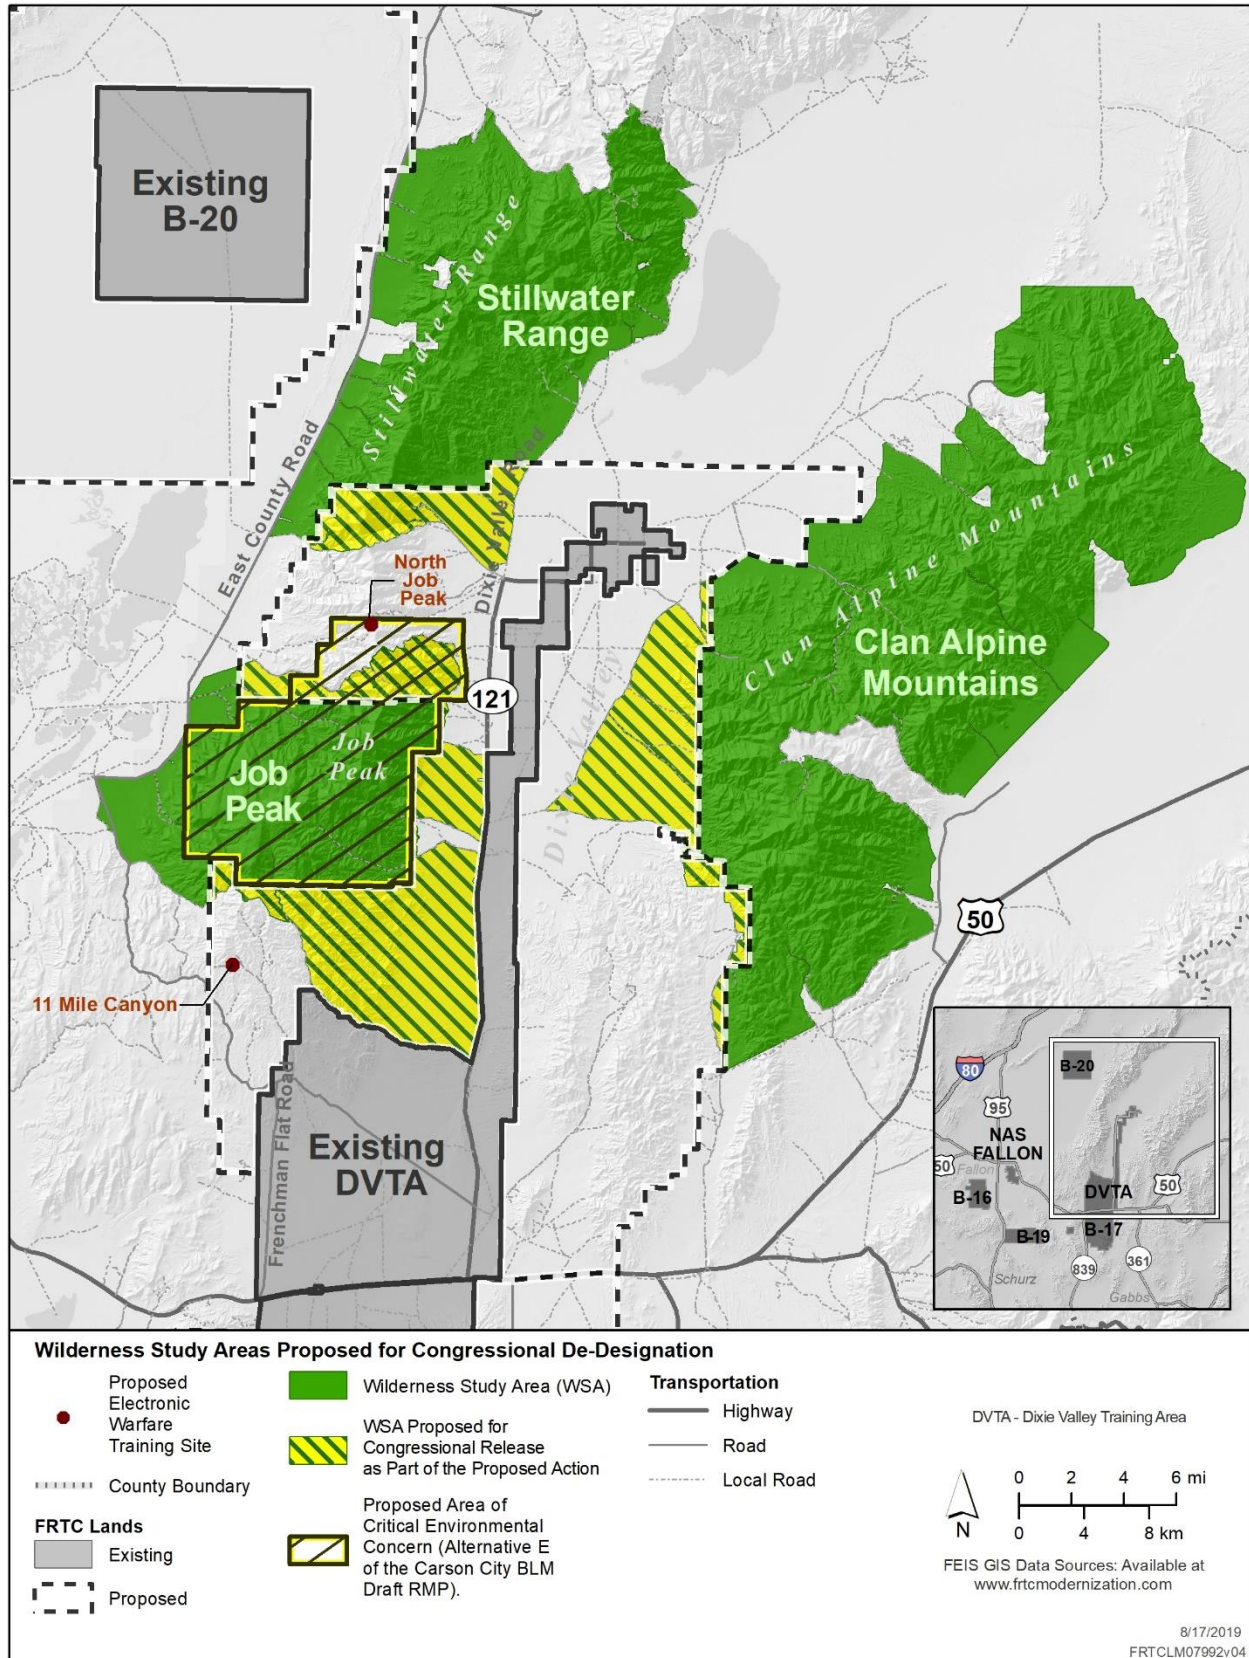 Existing
B-20
Stillwater Range
Stillwater
Range
East County Road
Dixie Valley Road
North
Job
Peak
Clan Alpine Mountains
Clan Alpine
Mountains
121
Job
Peak
Job
Peak
Dixie Valley
50
11 Mile Canyon
Frenchman Flat Road
Existing
DVTA
80
B-20
95
NAS
FALLON
50
Fallon
DVTA
50
B-16
B-19
B-17
839
361
Schurz
Gabbs
Wilderness Study Areas Proposed for Congressional De-Designation
Proposed
Electronic
Warfare
Training Site
County Boundary
FRTC Lands
Existing
Proposed
Wilderness Study Area (WSA)
WSA Proposed for
Congressional Release
as Part of the Proposed Action
Proposed Area of
Critical Environmental
Concern (Alternative E
of the Carson City BLM
Draft RMP).
Transportation
Highway
Road
Local Road
DVTA - Dixie Valley Training Area
N
0 2 4 6 mi
0 4 8 km
FEIS GIS Data Sources: Available at
www.frtcmodernization.com
8/17/2019
FRTCLM07992v04